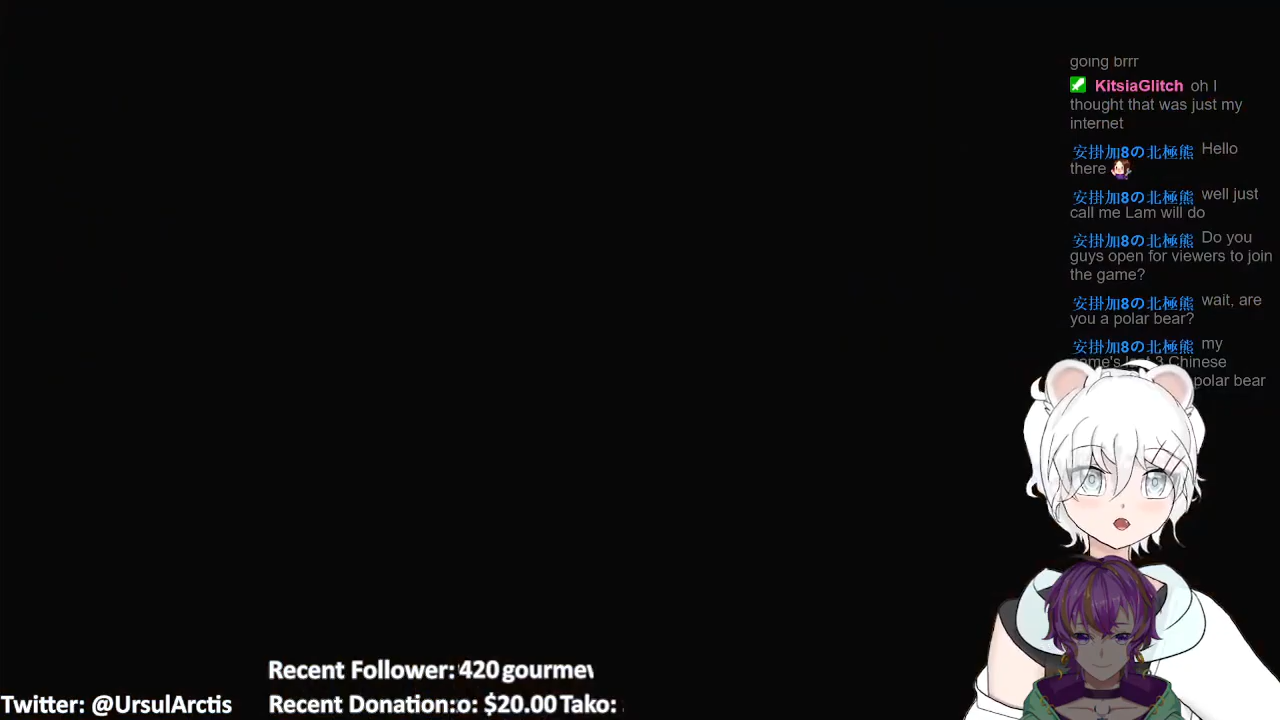 going brrr
KitsiaGlitch oh I
thought that was just my
internet
安掛加8の北極熊 Hello
there
安掛加8の北極熊 well just
call me Lam will do
安掛加8の北極熊 Do you
guys open for viewers to join
the game?
安掛加8の北極熊 wait, are
you a polar bear?
安掛加8の北極熊 my
3 Chinese
polar bear
Recent Follower: 420 gourmev
Twitter: @UrsulArctis
Recent Donation:o: $20.00 Tako: